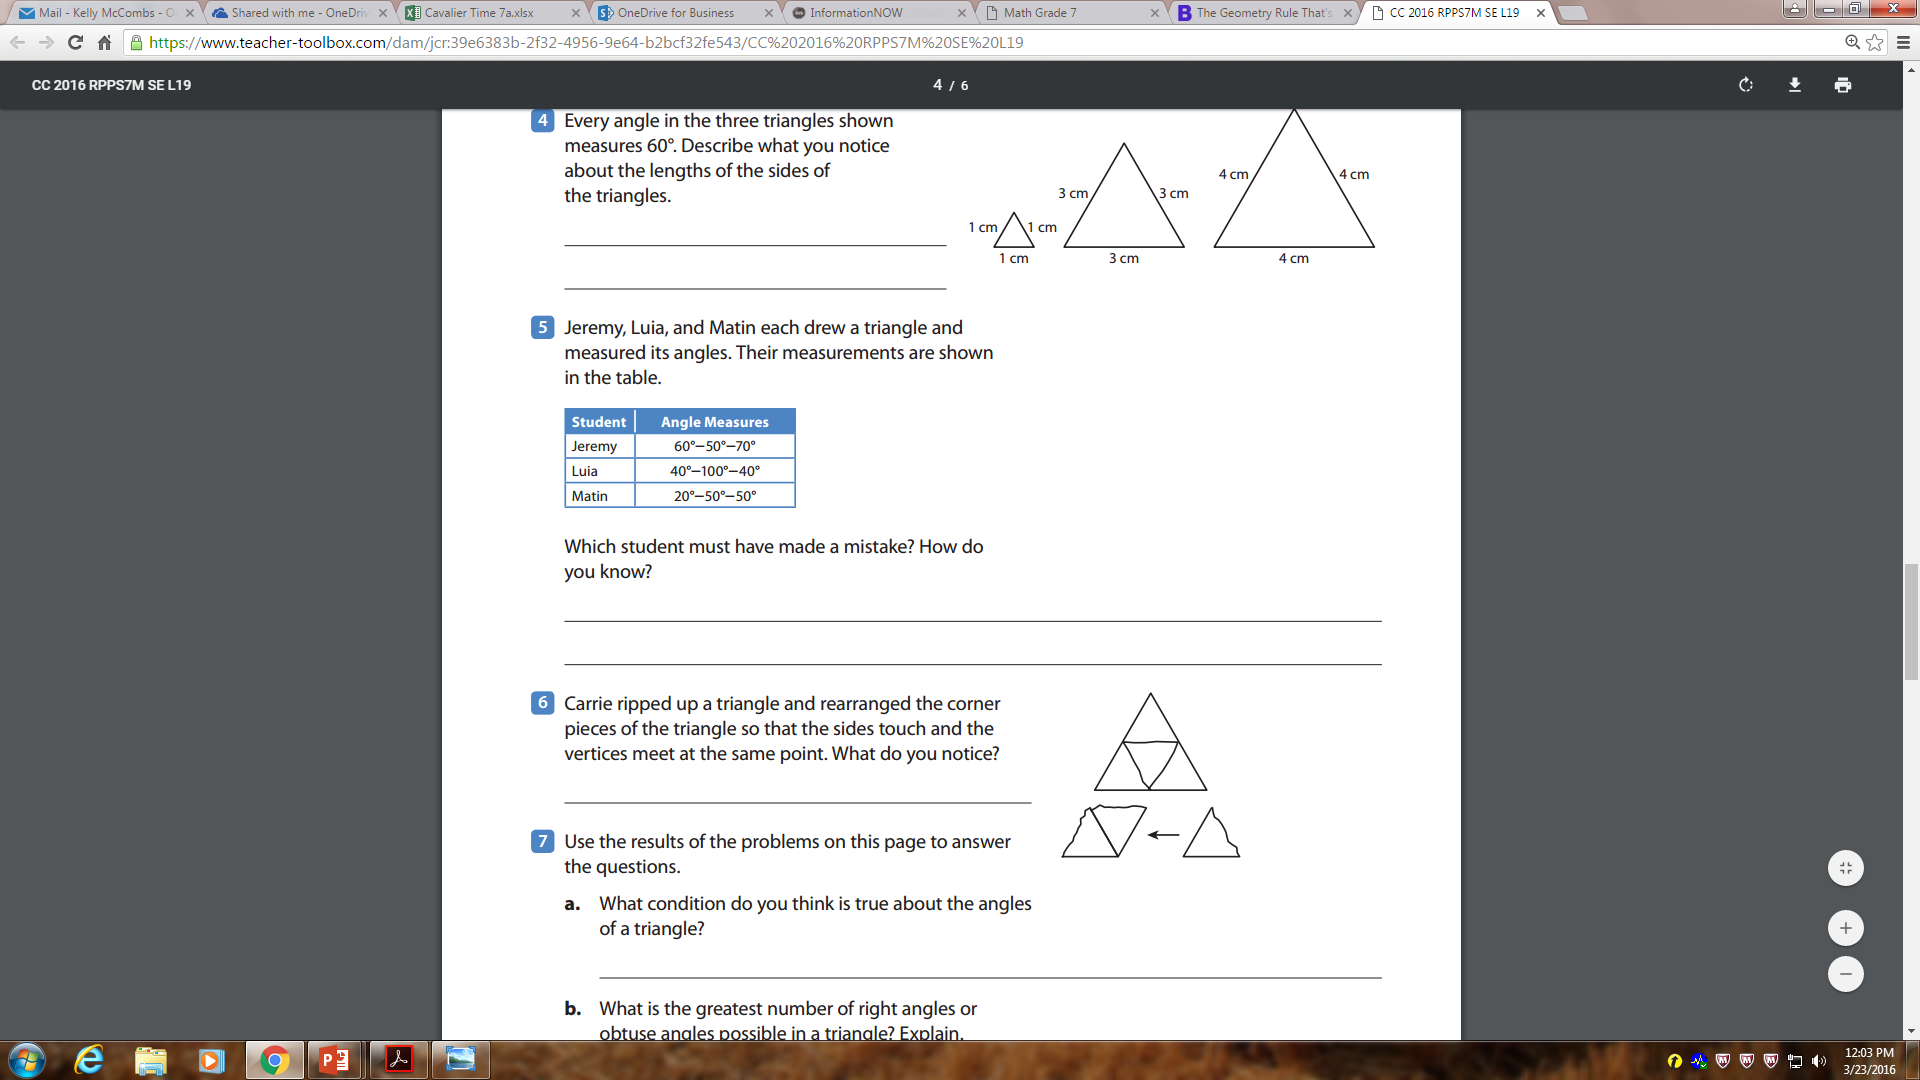 Mail - Kelly McCombs - O
Shared with me - OneDriv
Cavalier Time 7a.xlsx
OneDrive for Business
InformationNOW
Math Grade 7
The Geometry Rule That's
CC 2016 RPPS7M SE L19
https://www.teacher-toolbox.com/dam/jcr:39e6383b-2f32-4956-9e64-b2bcf32fe543/CC%202016%20RPPS7M%20SE%20L19
CC 2016 RPPS7M SE L19
4 / 6
4 Every angle in the three triangles shown
measures 60°. Describe what you notice
about the lengths of the sides of
the triangles.
1 cm 1 cm
1 cm
3 cm 3 cm
3 cm
4 cm 4 cm
4 cm
5 Jeremy, Luia, and Matin each drew a triangle and
measured its angles. Their measurements are shown
in the table.
Student Angle Measures
Jeremy 60°–50°–70°
Luia 40°–100°–40°
Matin 20°–50°–50°
Which student must have made a mistake? How do
you know?
6 Carrie ripped up a triangle and rearranged the corner
pieces of the triangle so that the sides touch and the
vertices meet at the same point. What do you notice?
7 Use the results of the problems on this page to answer
the questions.
a. What condition do you think is true about the angles
of a triangle?
b. What is the greatest number of right angles or
obtuse angles possible in a triangle? Explain.
12:03 PM
3/23/2016